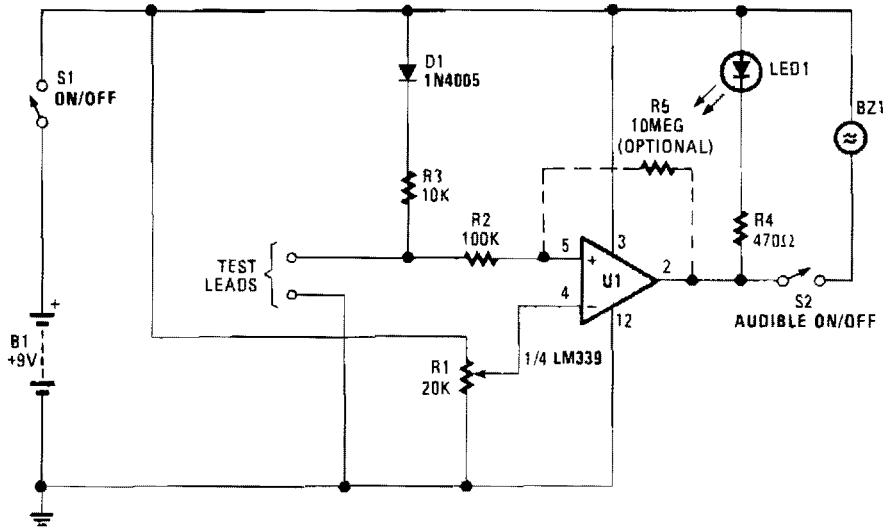 S1
ON/OFF
D1
1N4005
LED1
R5
10MEG
(OPTIONAL)
BZ1
R3
10K
R2
100K
R4
470Ω
TEST
LEADS
5
+
3
U1
2
4
−
12
S2
AUDIBLE ON/OFF
+
B1
+9V
R1
20K
1/4 LM339